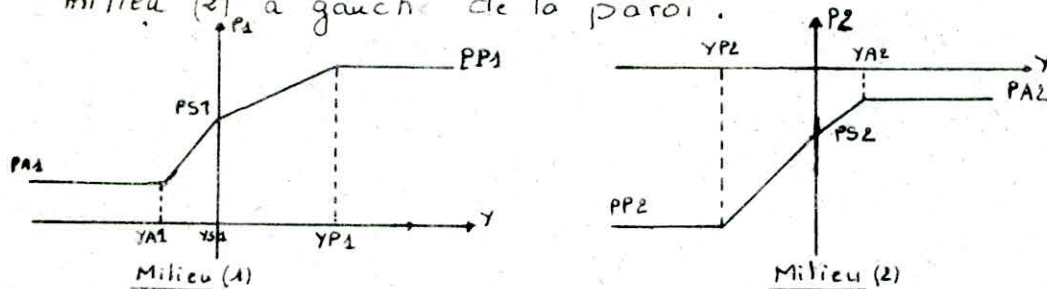 milieu (2) à gauche de la paroi.
P1
PP1
PS1
PA1
YA1 YS1 YP1 Y
Milieu (1)
P2
YP2 YA2 Y
PA2
PS2
PP2
Milieu (2)